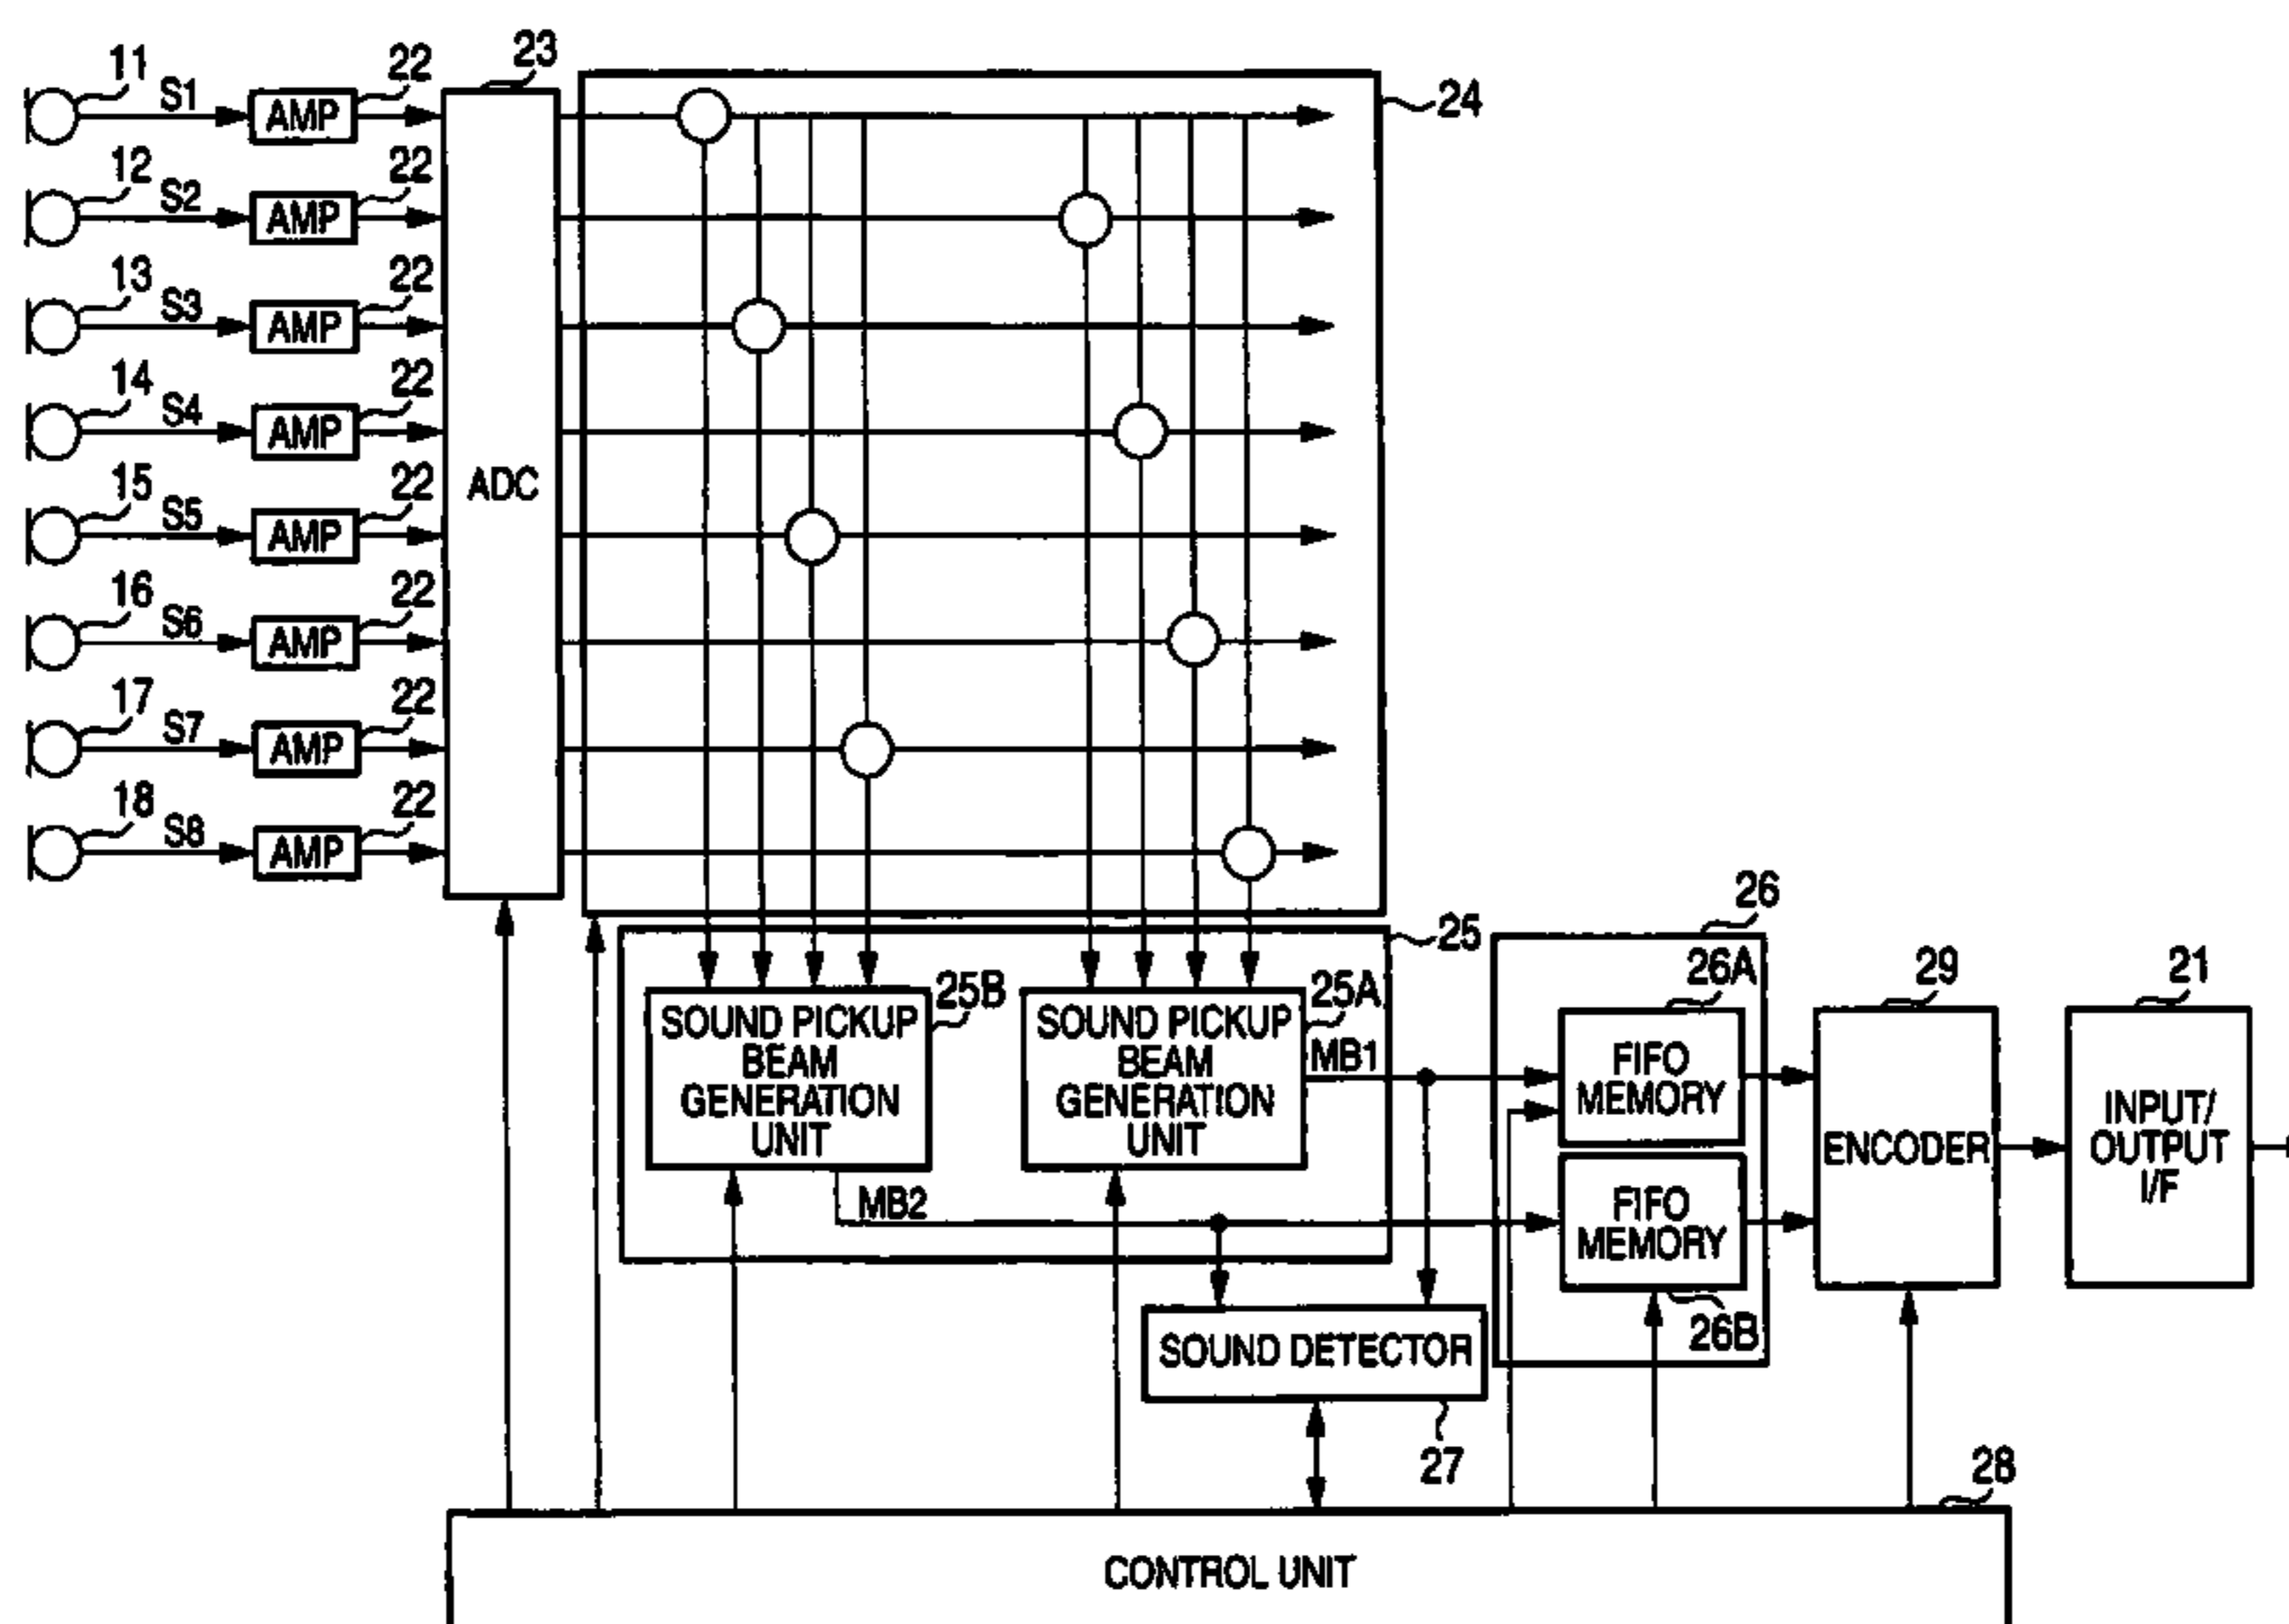 11 S1 AMP 22 23 24
12 S2 AMP 22
13 S3 AMP 22
14 S4 AMP 22
ADC
15 S5 AMP 22
16 S6 AMP 22
17 S7 AMP 22
18 S8 AMP 22
25 26
25B 25A 26A 29 21
SOUND PICKUP
BEAM
GENERATION
UNIT
SOUND PICKUP
BEAM
GENERATION
UNIT
MB1
MB2
FIFO
MEMORY
FIFO
MEMORY
26B
ENCODER
INPUT/
OUTPUT
I/F
SOUND DETECTOR
27
28
CONTROL UNIT